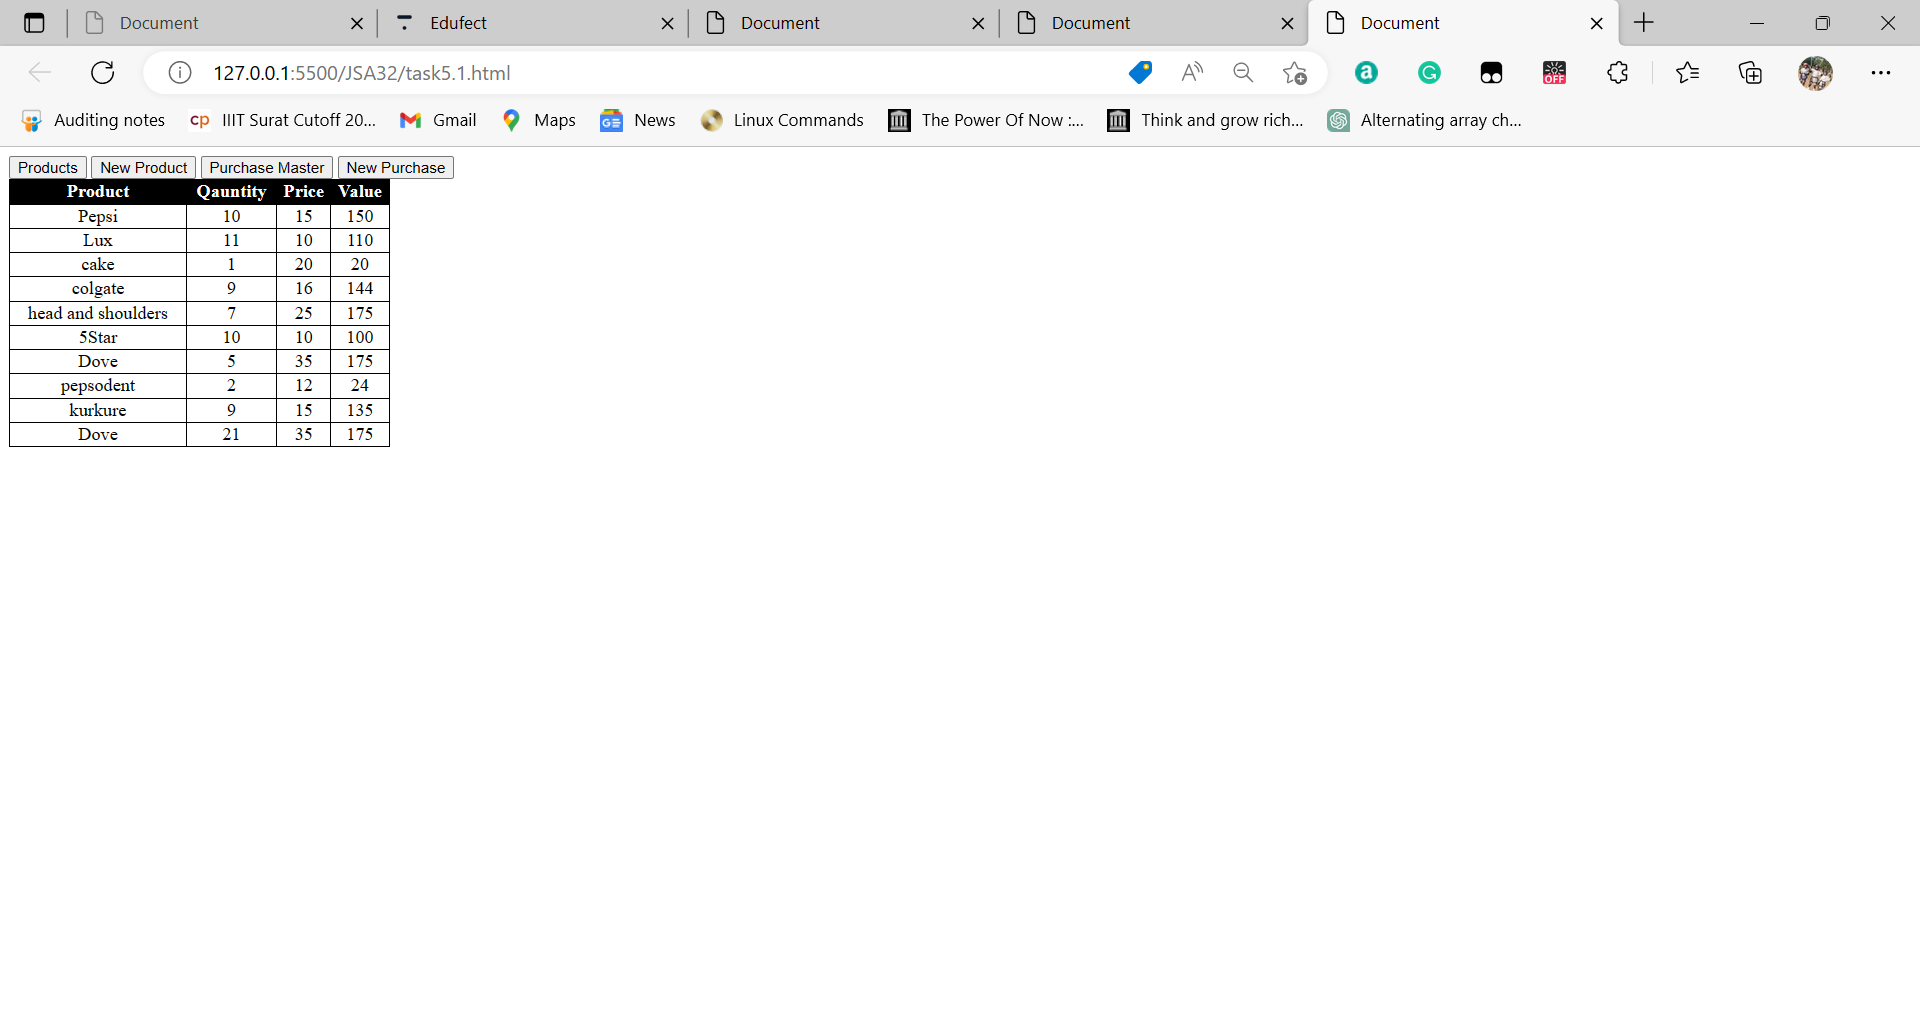 Document Edufect Document Document Document
127.0.0.1:5500/JSA32/task5.1.html
Auditing notes IIIT Surat Cutoff 20... Gmail Maps News Linux Commands The Power Of Now :... Think and grow rich... Alternating array ch...
Products New Product Purchase Master New Purchase
Product Qauntity Price Value
Pepsi 10 15 150
Lux 11 10 110
cake 1 20 20
colgate 9 16 144
head and shoulders 7 25 175
5Star 10 10 100
Dove 5 35 175
pepsodent 2 12 24
kurkure 9 15 135
Dove 21 35 175